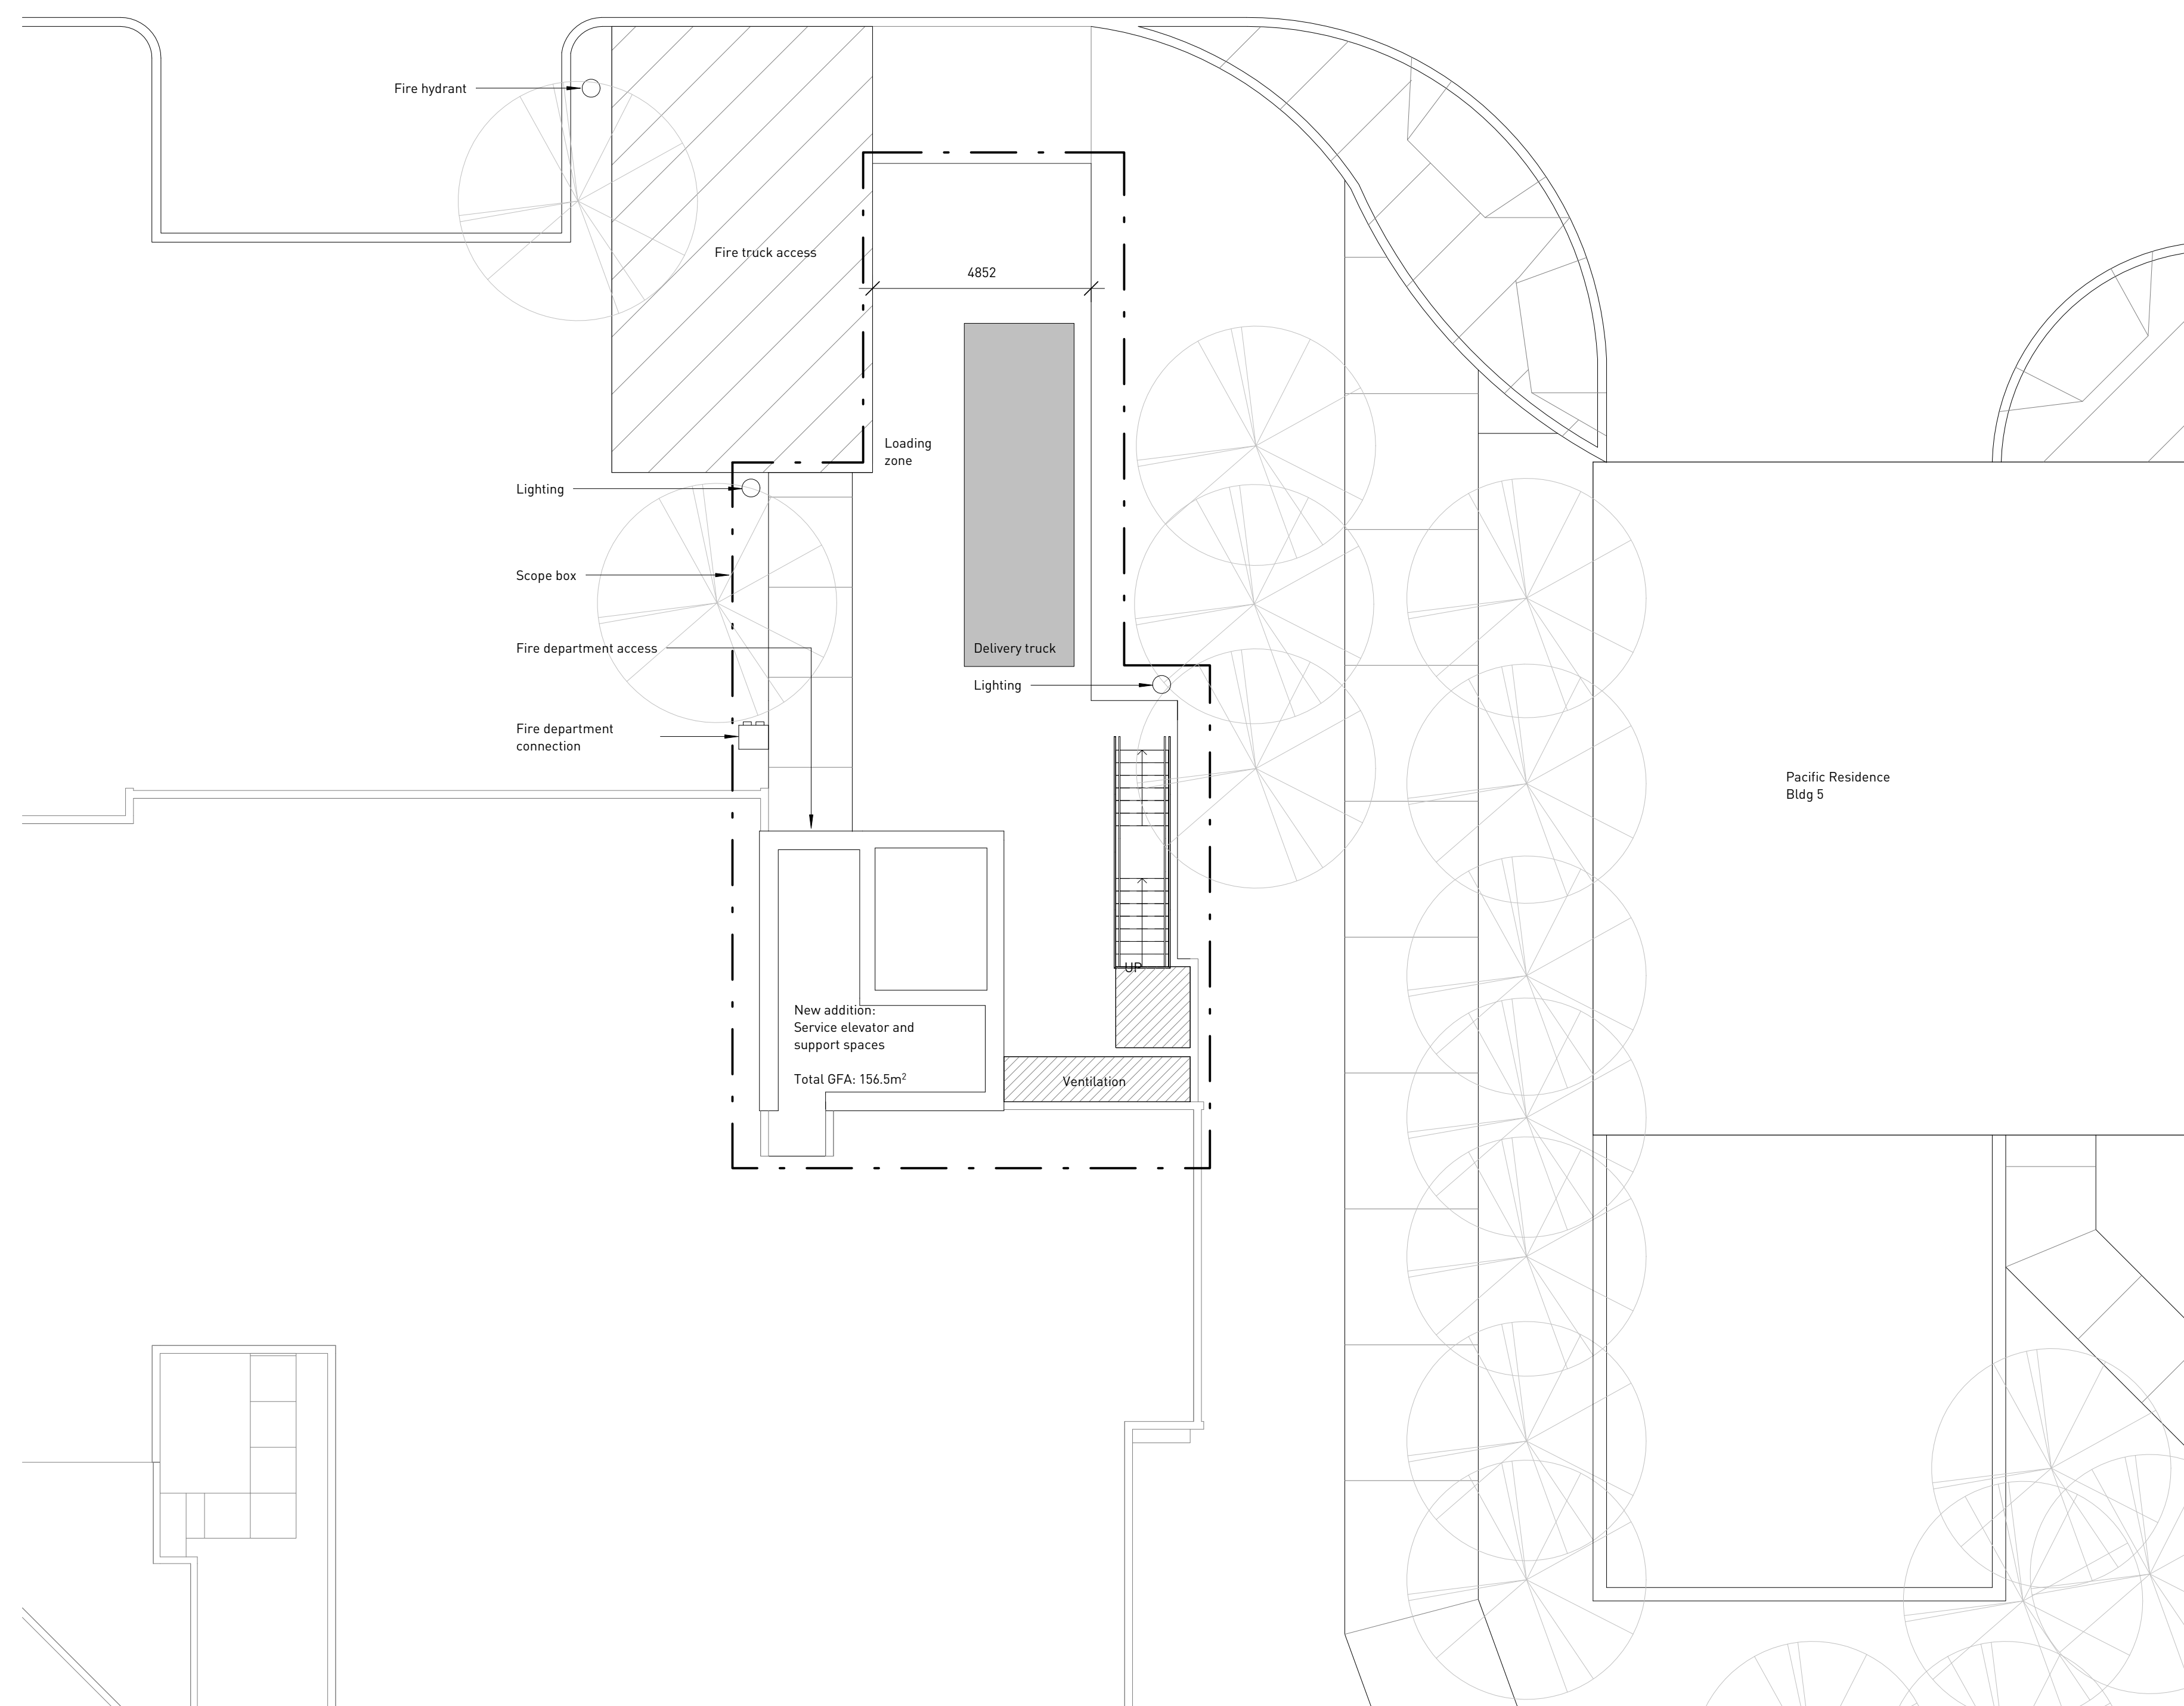 Fire hydrant
Fire truck access
4852
Loading
zone
Lighting
Scope box
Fire department access
Delivery truck
Lighting
Fire department
connection
Pacific Residence
Bldg 5
UP
New addition:
Service elevator and
support spaces
Total GFA: 156.5m²
Ventilation